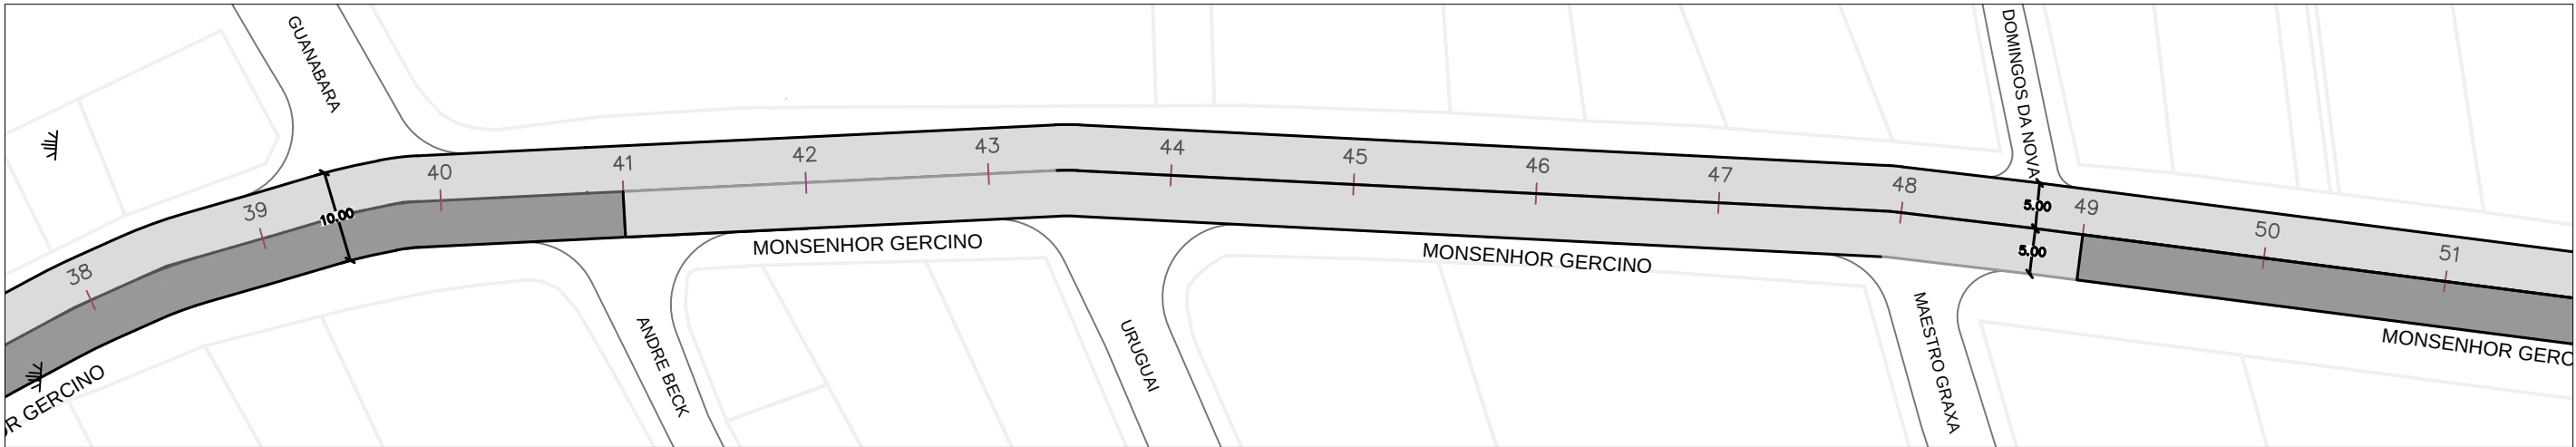 GUANABARA
DOMINGOS DA NOVA
38
39
40
41
42
43
44
45
46
47
48
49
50
51
10.00
5.00
5.00
MONSENHOR GERCINO
MONSENHOR GERCINO
MONSENHOR GERC
OR GERCINO
ANDRE BECK
URUGUAI
MAESTRO GRAXA